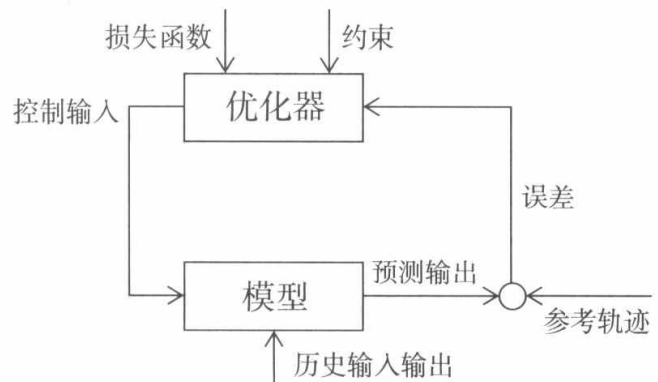 损失函数
约束
控制输入
优化器
误差
预测输出
模型
参考轨迹
历史输入输出